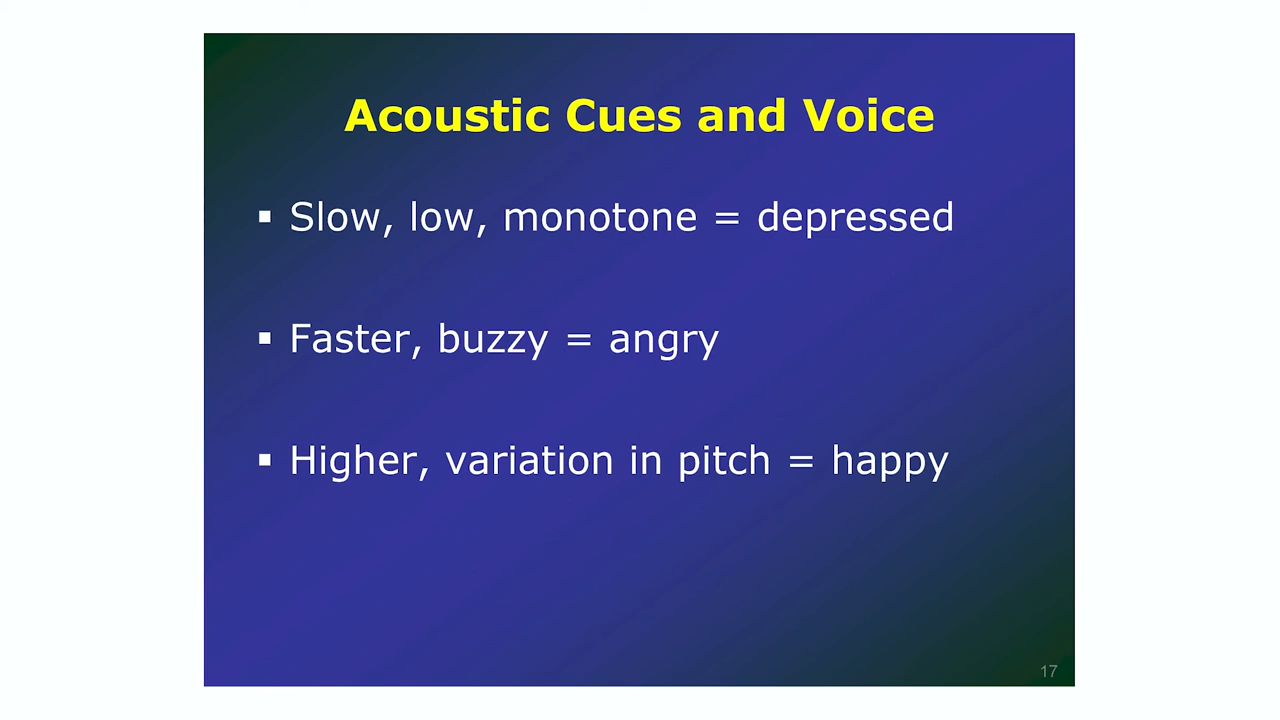 Acoustic Cues and Voice
▪ Slow, low, monotone = depressed
▪ Faster, buzzy = angry
▪ Higher, variation in pitch = happy
17